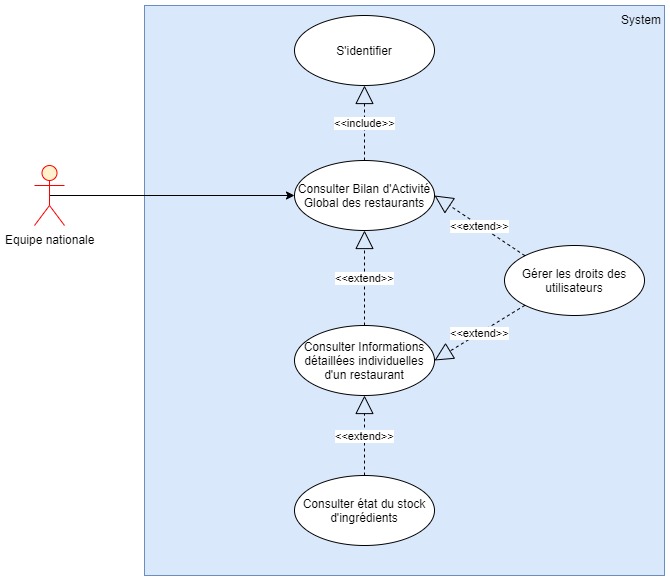 System
S'identifier
<<include>>
Consulter Bilan d'Activité
Global des restaurants
<<extend>>
Equipe nationale
Gérer les droits des
utilisateurs
<<extend>>
<<extend>>
Consulter Informations
détaillées individuelles
d'un restaurant
<<extend>>
Consulter état du stock
d'ingrédients